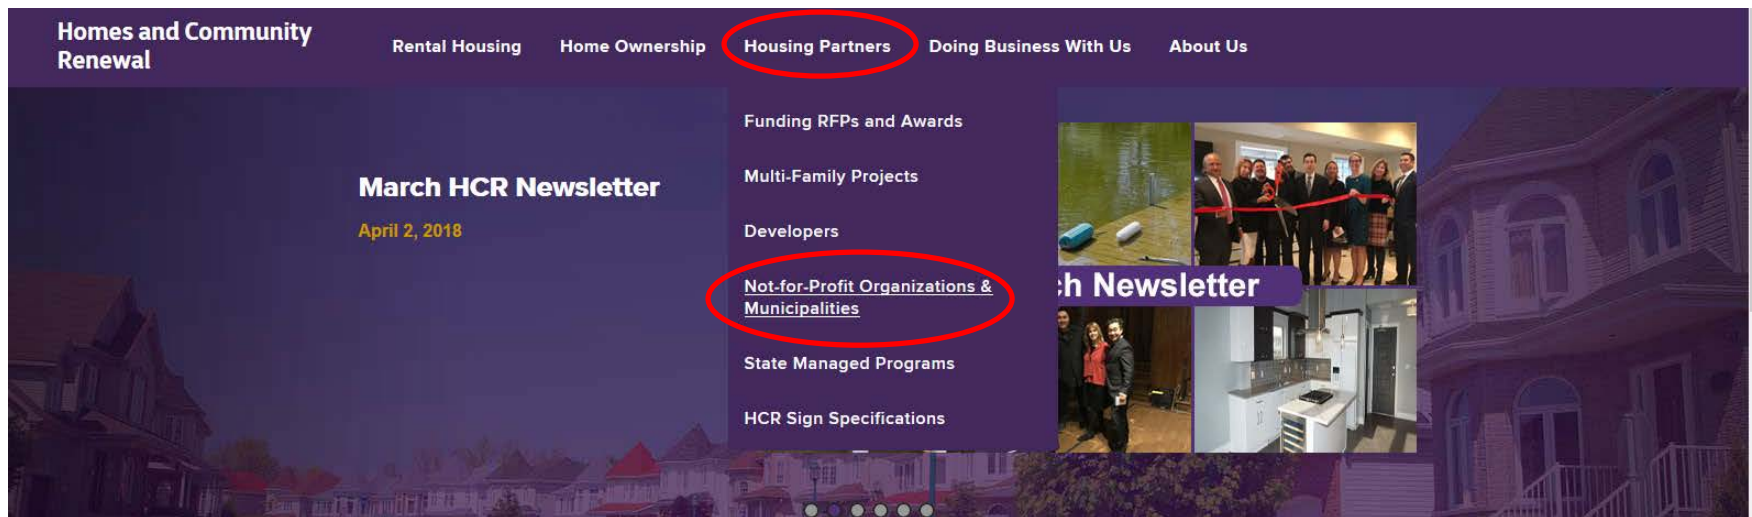 Homes and Community
Renewal
Rental Housing
Home Ownership
Housing Partners
Doing Business With Us
About Us
March HCR Newsletter
April 2, 2018
Funding RFPs and Awards
Multi-Family Projects
Developers
Not-for-Profit Organizations &
Municipalities
State Managed Programs
HCR Sign Specifications
Newsletter